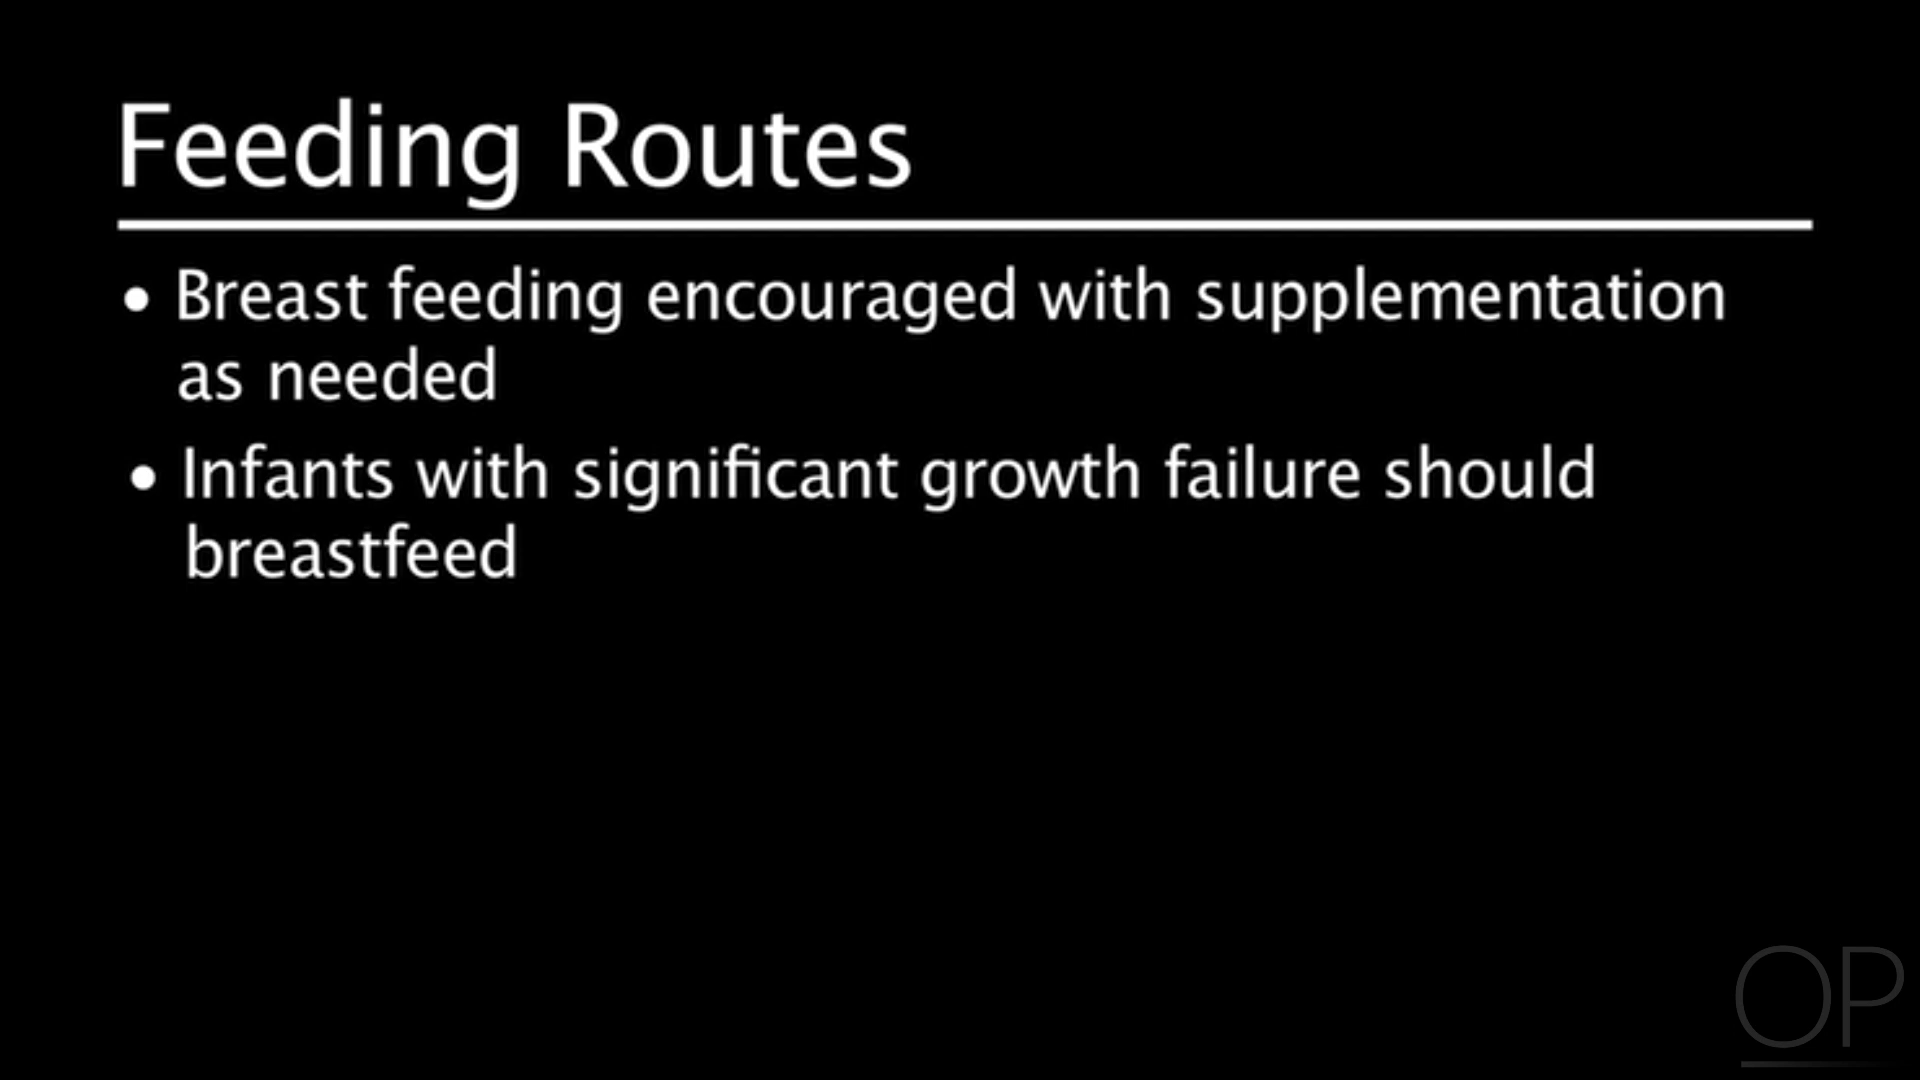 Feeding Routes
• Breast feeding encouraged with supplementation
as needed
• Infants with significant growth failure should
breastfeed
OP